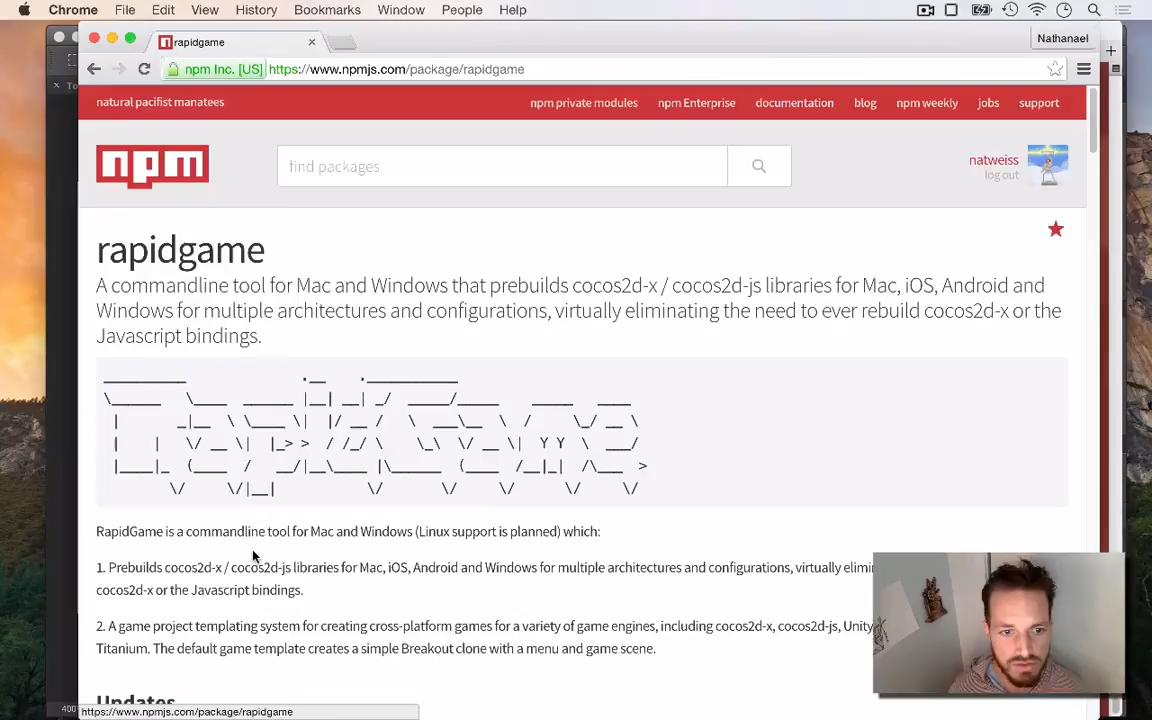 Chrome File Edit View History Bookmarks Window People Help
rapidgame
Nathanael
npm Inc. [US] https://www.npmjs.com/package/rapidgame
natural pacifist manatees
npm private modules npm Enterprise documentation blog npm weekly jobs support
npm
find packages
natweiss
log out
rapidgame
A commandline tool for Mac and Windows that prebuilds cocos2d-x / cocos2d-js libraries for Mac, iOS, Android and
Windows for multiple architectures and configurations, virtually eliminating the need to ever rebuild cocos2d-x or the
Javascript bindings.
RapidGame is a commandline tool for Mac and Windows (Linux support is planned) which:
1. Prebuilds cocos2d-x / cocos2d-js libraries for Mac, iOS, Android and Windows for multiple architectures and configurations, virtually
cocos2d-x or the Javascript bindings.
2. A game project templating system for creating cross-platform games for a variety of game engines, including cocos2d-x, cocos2d-js,
Titanium. The default game template creates a simple Breakout clone with a menu and game scene.
Updates
https://www.npmjs.com/package/rapidgame